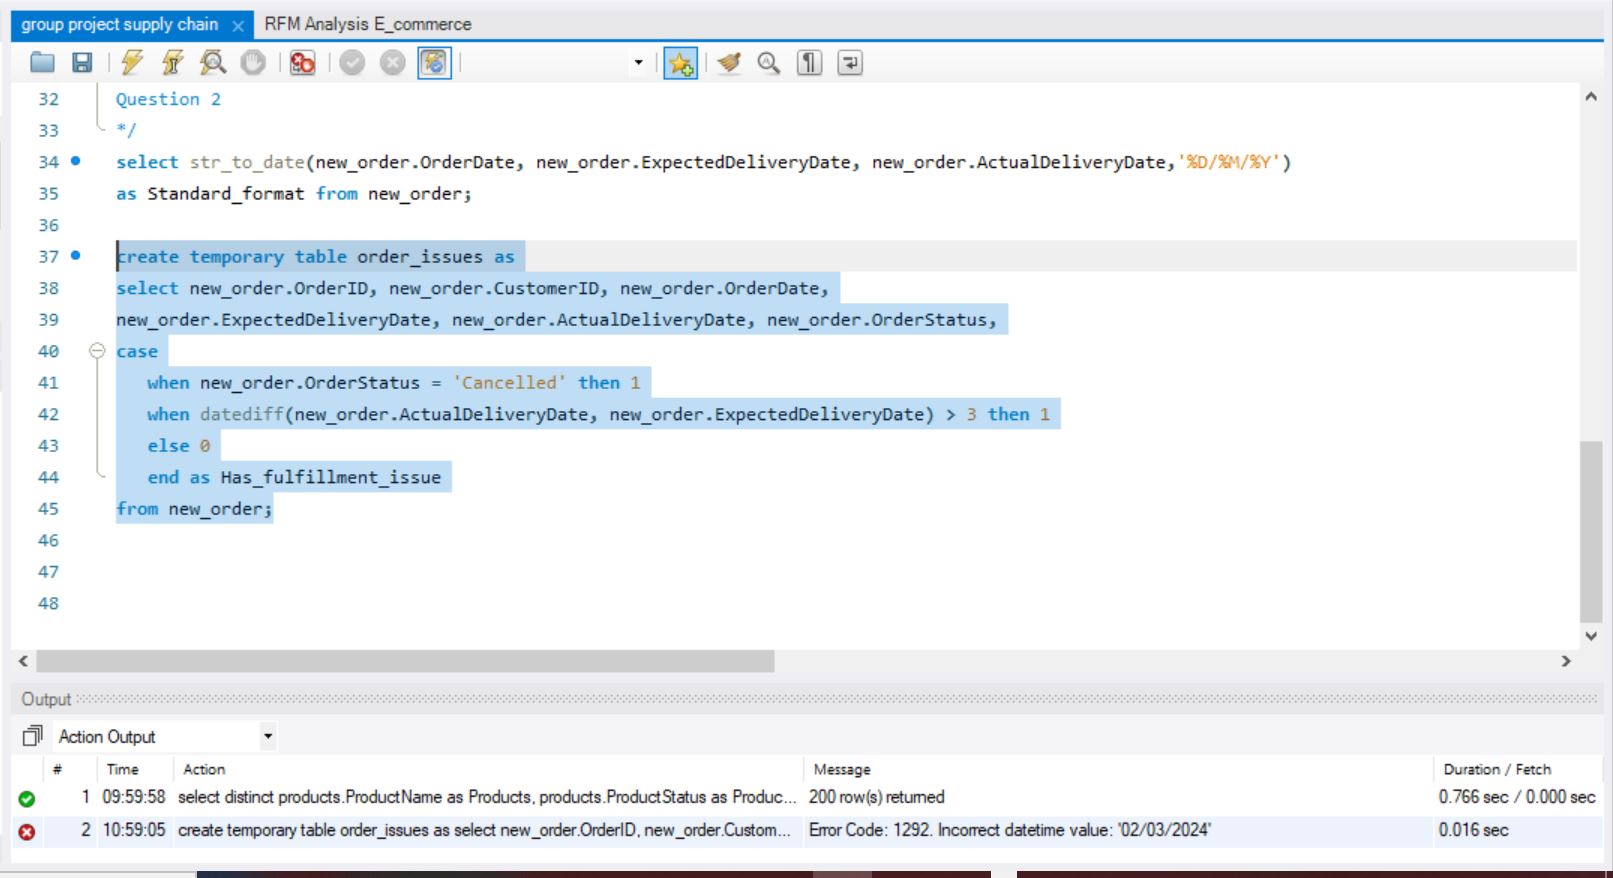 group project supply chain × RFM Analysis E_commerce
32 Question 2
33 */
34 select str_to_date(new_order.OrderDate, new_order.ExpectedDeliveryDate, new_order.ActualDeliveryDate,'%D/%M/%Y')
35 as Standard_format from new_order;
36
37 create temporary table order_issues as
38 select new_order.OrderID, new_order.CustomerID, new_order.OrderDate,
39 new_order.ExpectedDeliveryDate, new_order.ActualDeliveryDate, new_order.OrderStatus,
40 case
41 when new_order.OrderStatus = 'Cancelled' then 1
42 when datediff(new_order.ActualDeliveryDate, new_order.ExpectedDeliveryDate) > 3 then 1
43 else 0
44 end as Has_fulfillment_issue
45 from new_order;
46
47
48
Output
Action Output
# Time Action Message Duration / Fetch
1 09:59:58 select distinct products.ProductName as Products, products.ProductStatus as Produc... 200 row(s) returned 0.766 sec / 0.000 sec
2 10:59:05 create temporary table order_issues as select new_order.OrderID, new_order.Custom... Error Code: 1292. Incorrect datetime value: '02/03/2024' 0.016 sec